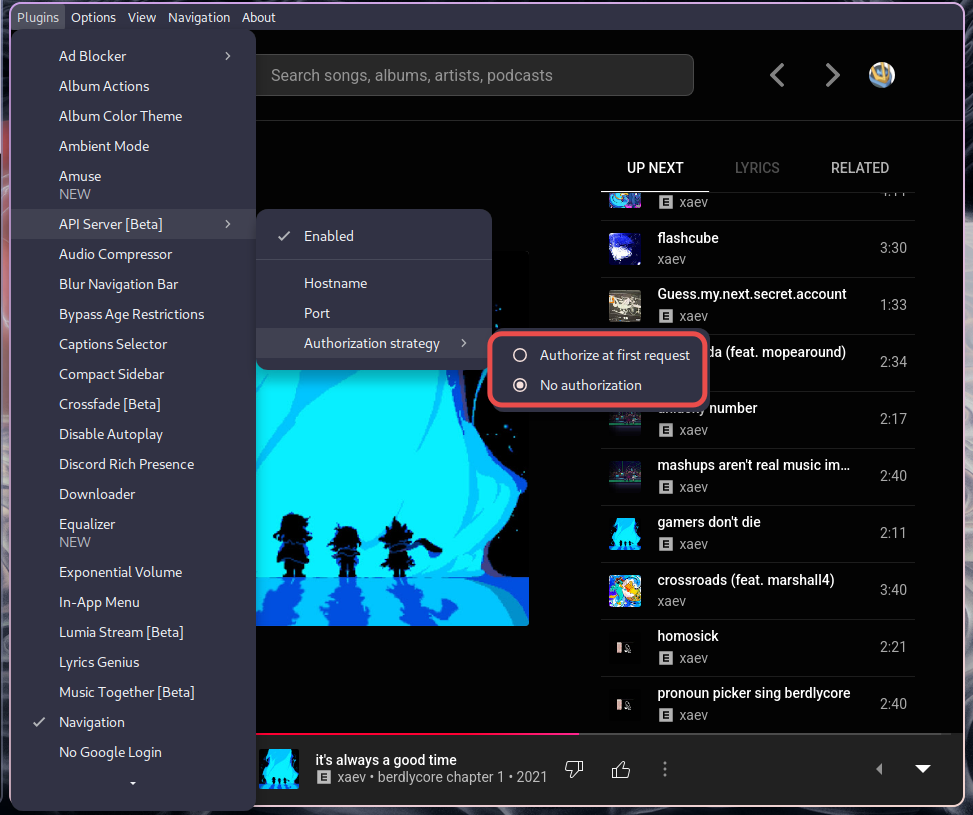 Plugins Options View Navigation About
Ad Blocker
Album Actions
Album Color Theme
Ambient Mode
Amuse
NEW
API Server [Beta]
Audio Compressor
Blur Navigation Bar
Bypass Age Restrictions
Captions Selector
Compact Sidebar
Crossfade [Beta]
Disable Autoplay
Discord Rich Presence
Downloader
Equalizer
NEW
Exponential Volume
In-App Menu
Lumia Stream [Beta]
Lyrics Genius
Music Together [Beta]
Navigation
No Google Login
Enabled
Hostname
Port
Authorization strategy
Authorize at first request
No authorization
Search songs, albums, artists, podcasts
UP NEXT LYRICS RELATED
E xaev
flashcube
xaev
3:30
Guess.my.next.secret.account
E xaev
1:33
(feat. mopearound)
2:34
number
E xaev
2:17
mashups aren't real music im...
E xaev
2:40
gamers don't die
E xaev
2:11
crossroads (feat. marshall4)
xaev
3:40
homosick
E xaev
2:21
pronoun picker sing berdlycore
E xaev
2:40
it's always a good time
E xaev • berdlycore chapter 1 • 2021